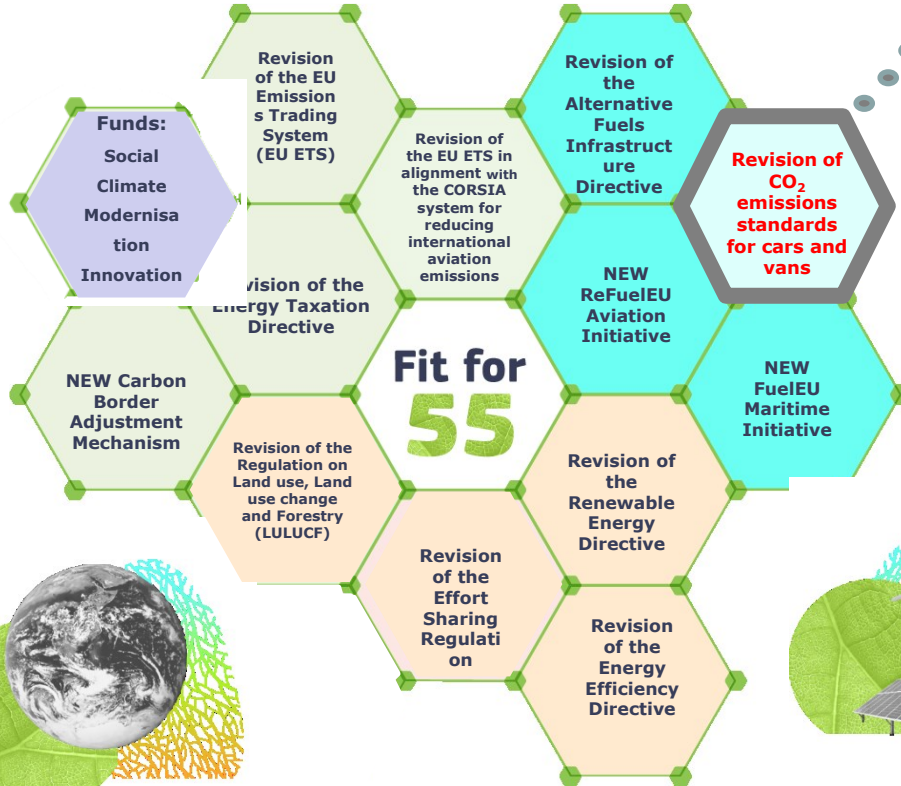 Revision
of the EU
Emission
s Trading
System
(EU ETS)
Revision of
the
Alternative
Fuels
Infrastruct
ure
Directive
Funds:
Social
Climate
Modernisa
tion
Innovation
Revision of
the EU ETS in
alignment with
the CORSIA
system for
reducing
international
aviation
emissions
Revision of
CO₂
emissions
standards
for cars and
vans
vision of the
Energy Taxation
Directive
NEW
ReFuelEU
Aviation
Initiative
Fit for
55
NEW Carbon
Border
Adjustment
Mechanism
NEW
FuelEU
Maritime
Initiative
Revision of the
Regulation on
Land use, Land
use change
and Forestry
(LULUCF)
Revision of
the
Renewable
Energy
Directive
Revision
of the
Effort
Sharing
Regulati
on
Revision
of the
Energy
Efficiency
Directive